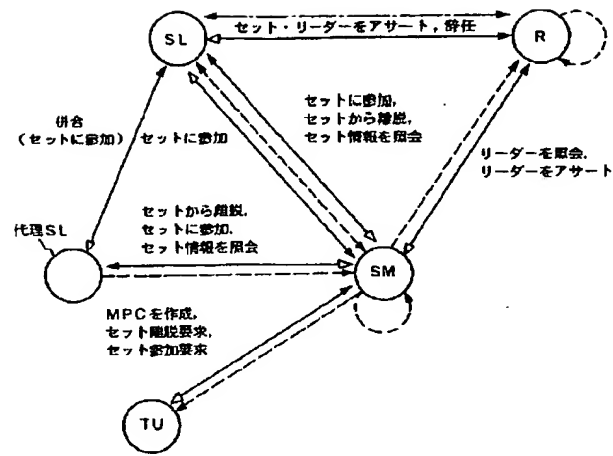 SL
セット・リーダーをアサート,辞任
R
併合
(セットに参加)
セットに参加
セットに参加,
セットから離脱,
セット情報を照会
リーダーを照会,
リーダーをアサート
代理SL
セットから離脱,
セットに参加,
セット情報を照会
SM
MPCを作成,
セット離脱要求,
セット参加要求
TU